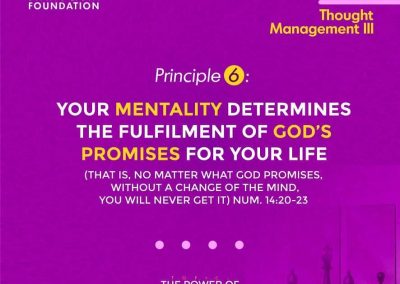 FOUNDATION
Thought
Management III
Principle 6:
YOUR MENTALITY DETERMINES
THE FULFILMENT OF GOD'S
PROMISES FOR YOUR LIFE
(THAT IS, NO MATTER WHAT GOD PROMISES,
WITHOUT A CHANGE OF THE MIND,
YOU WILL NEVER GET IT) NUM. 14:20-23
THE POWER OF